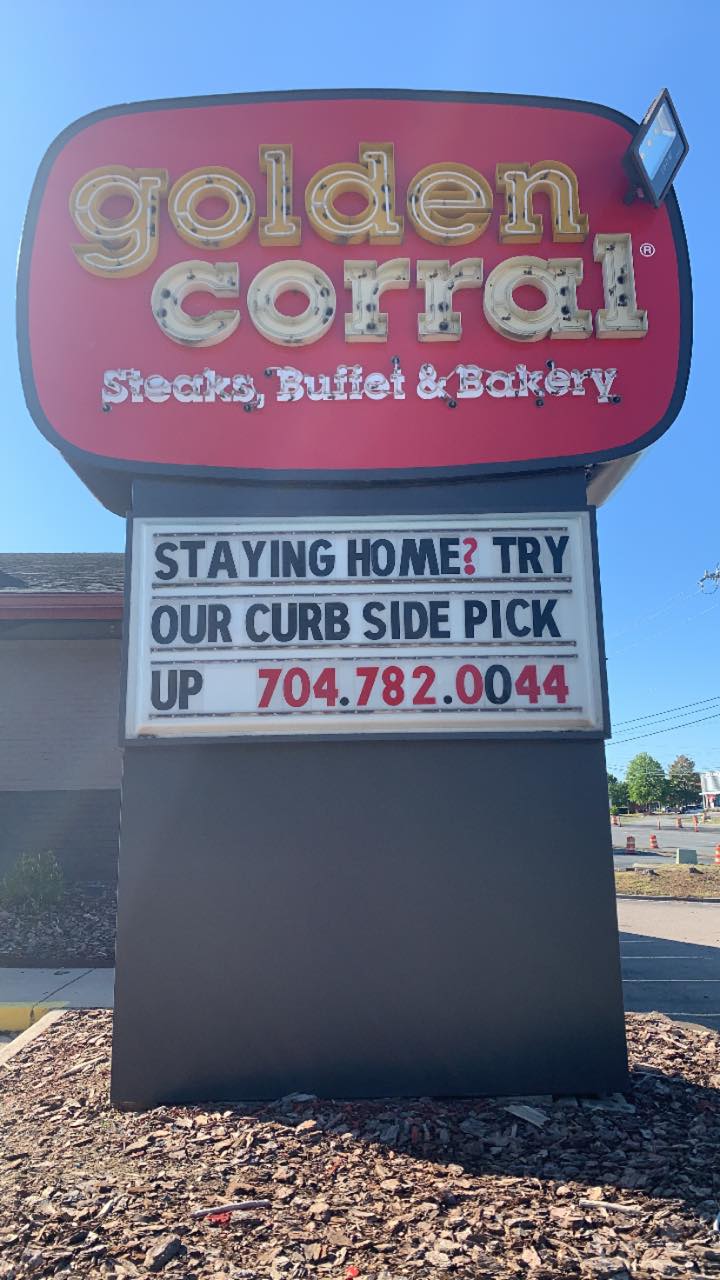 golden
corral®
Steaks, Buffet & Bakery
STAYING HOME? TRY
OUR CURB SIDE PICK
UP 704.782.0044